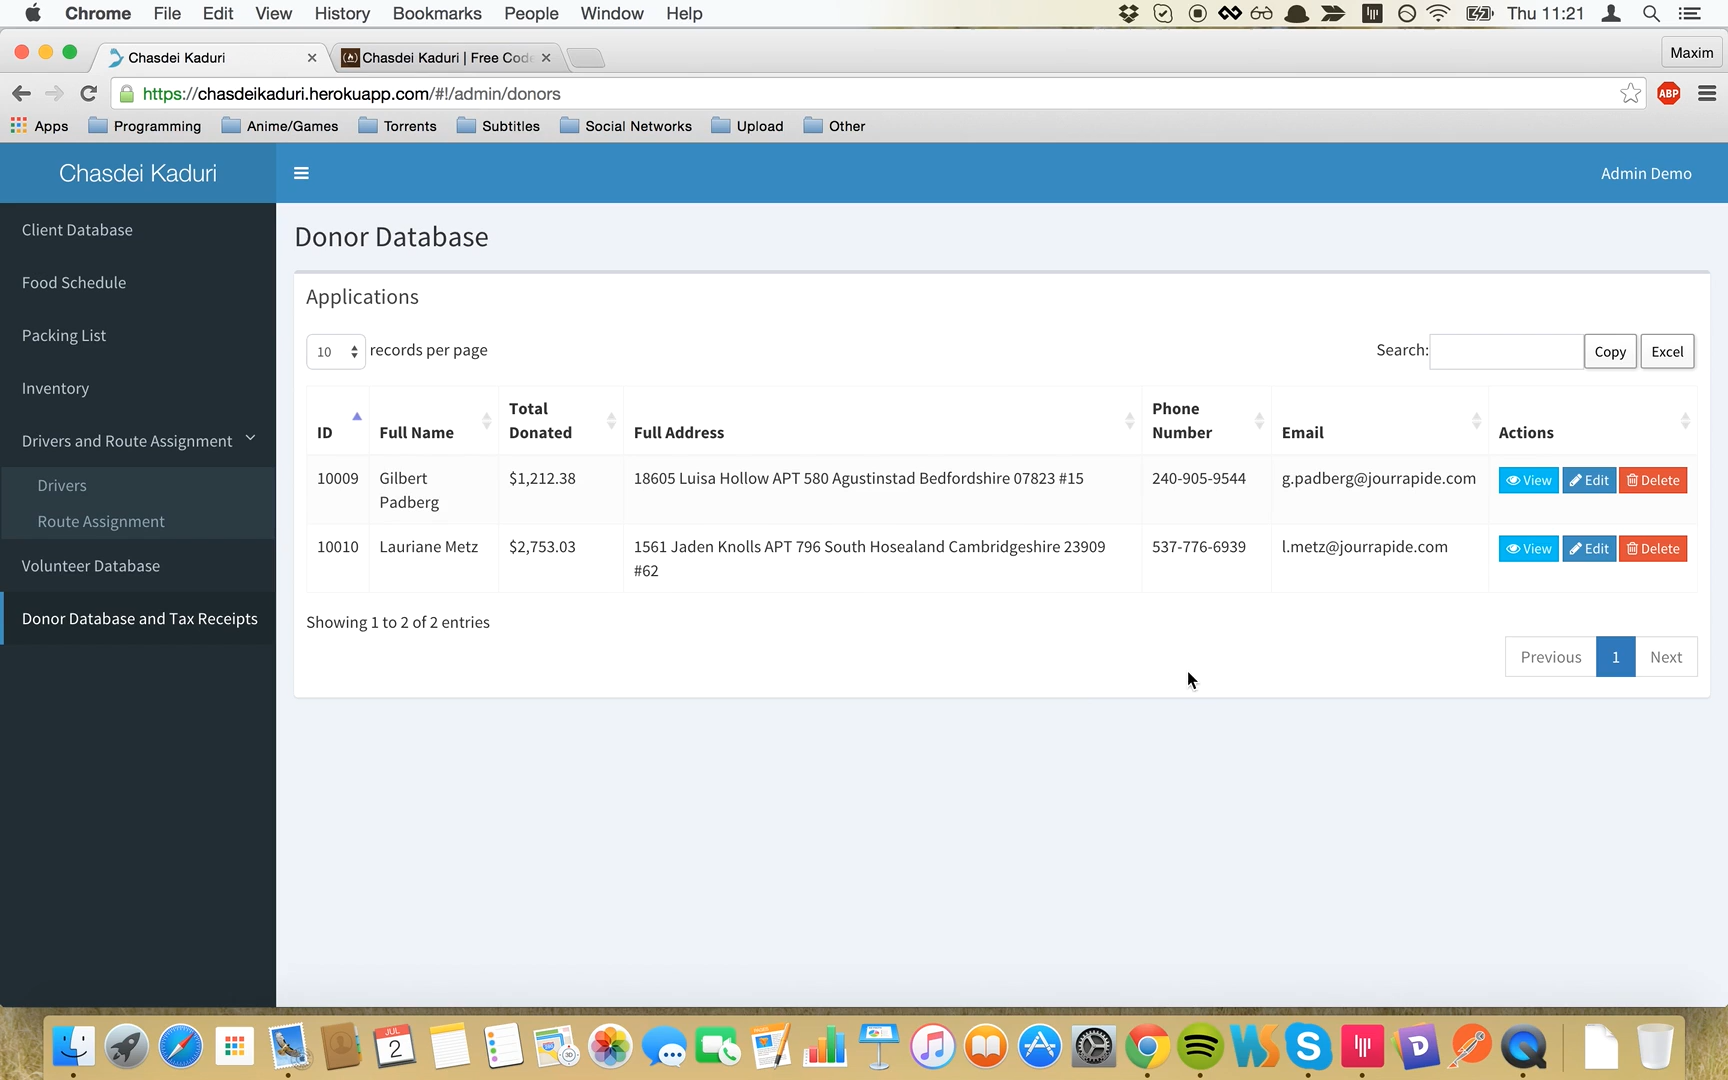 Chrome File Edit View History Bookmarks People Window Help Thu 11:21
Chasdei Kaduri
Chasdei Kaduri | Free Cod
Maxim
https://chasdeikaduri.herokuapp.com/#!/admin/donors
ABP
Apps Programming Anime/Games Torrents Subtitles Social Networks Upload Other
Chasdei Kaduri
Admin Demo
Client Database
Food Schedule
Packing List
Inventory
Drivers and Route Assignment
Drivers
Route Assignment
Volunteer Database
Donor Database and Tax Receipts
Donor Database
Applications
10 records per page
Search: Copy Excel
ID Full Name Total Donated Full Address Phone Number Email Actions
10009 Gilbert Padberg $1,212.38 18605 Luisa Hollow APT 580 Agustinstad Bedfordshire 07823 #15 240-905-9544 g.padberg@jourrapide.com View Edit Delete
10010 Lauriane Metz $2,753.03 1561 Jaden Knolls APT 796 South Hosealand Cambridgeshire 23909 #62 537-776-6939 l.metz@jourrapide.com View Edit Delete
Showing 1 to 2 of 2 entries
Previous 1 Next
JUL
2